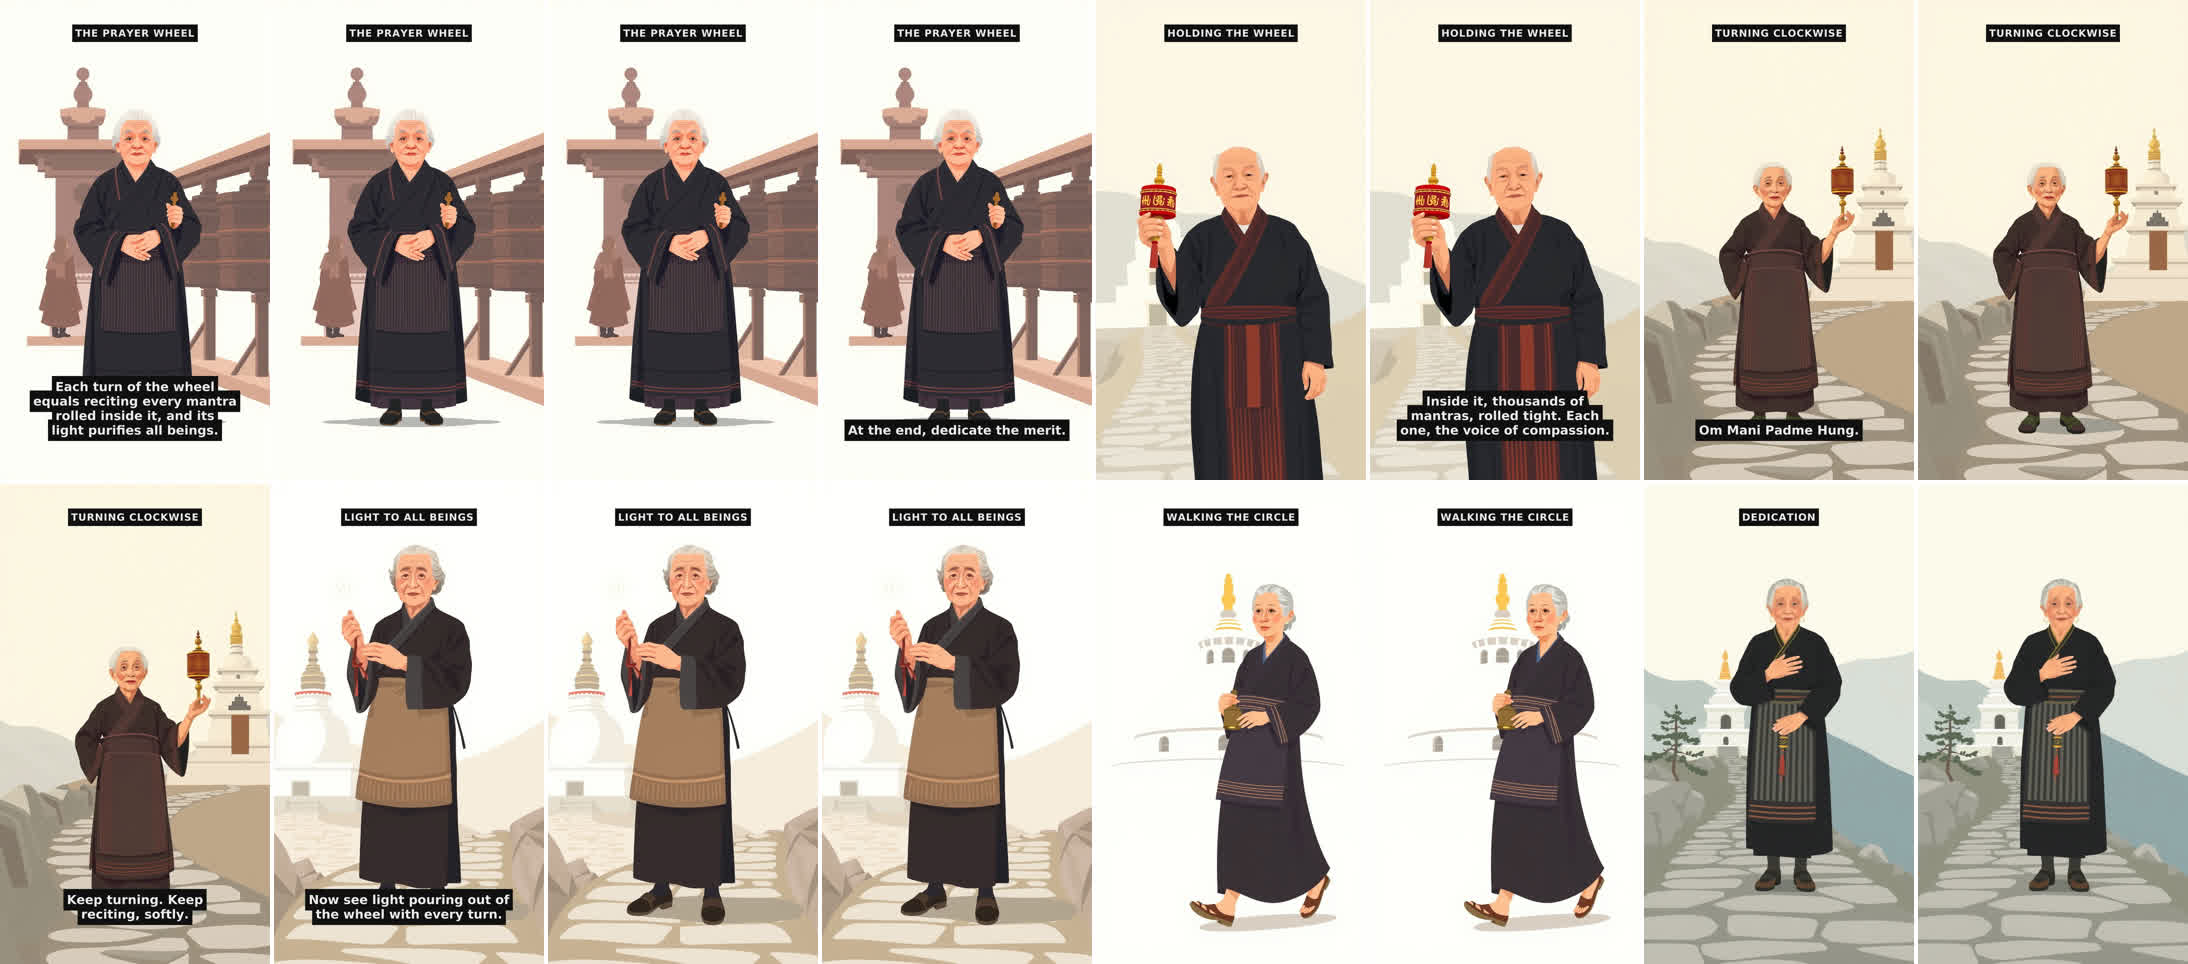 THE PRAYER WHEEL
Each turn of the wheel
equals reciting every mantra
rolled inside it, and its
light purifies all beings.
THE PRAYER WHEEL
THE PRAYER WHEEL
THE PRAYER WHEEL
At the end, dedicate the merit.
HOLDING THE WHEEL
HOLDING THE WHEEL
Inside it, thousands of
mantras, rolled tight. Each
one, the voice of compassion.
TURNING CLOCKWISE
Om Mani Padme Hung.
TURNING CLOCKWISE
TURNING CLOCKWISE
Keep turning. Keep
reciting, softly.
LIGHT TO ALL BEINGS
Now see light pouring out of
the wheel with every turn.
LIGHT TO ALL BEINGS
LIGHT TO ALL BEINGS
WALKING THE CIRCLE
WALKING THE CIRCLE
DEDICATION